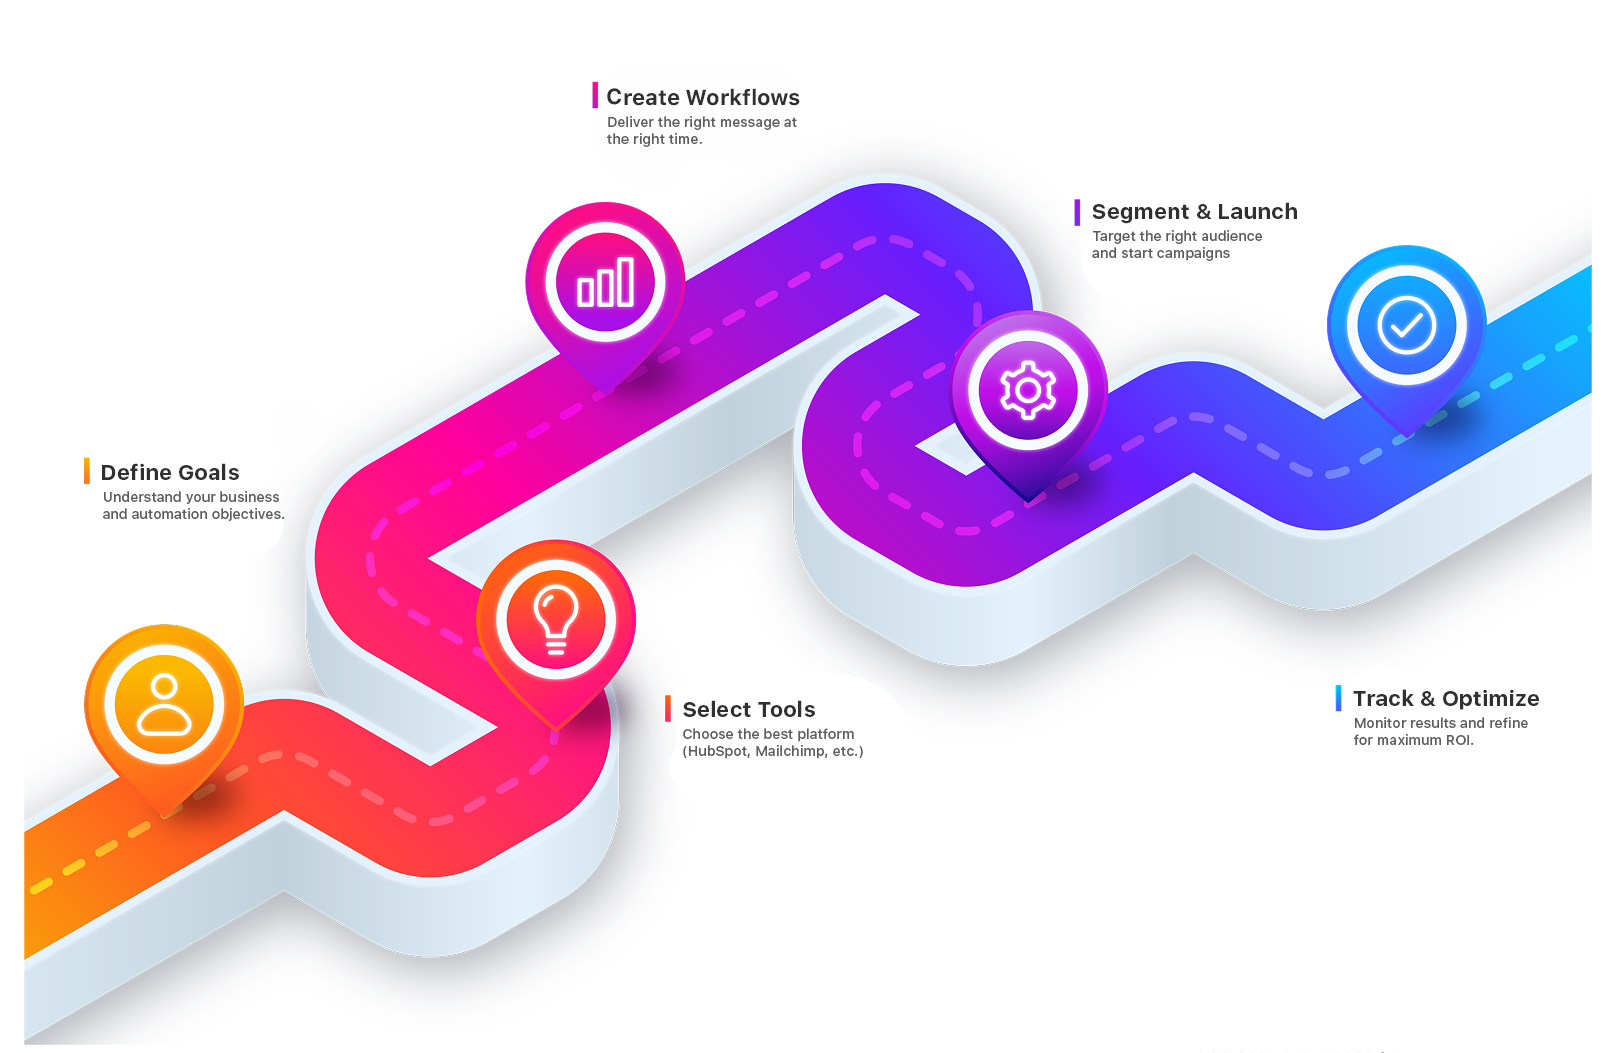 Create Workflows
Deliver the right message at
the right time.
Segment & Launch
Target the right audience
and start campaigns
Define Goals
Understand your business
and automation objectives.
Select Tools
Choose the best platform
(HubSpot, Mailchimp, etc.)
Track & Optimize
Monitor results and refine
for maximum ROI.